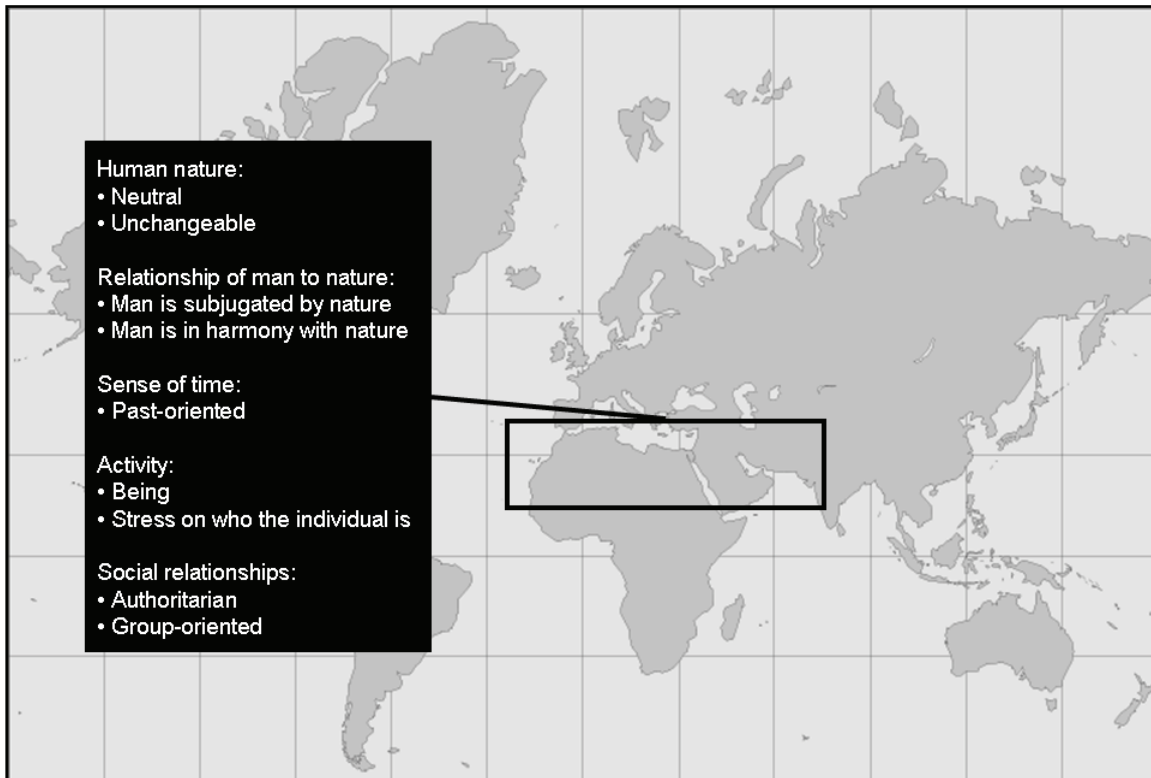 Human nature:
• Neutral
• Unchangeable
Relationship of man to nature:
• Man is subjugated by nature
• Man is in harmony with nature
Sense of time:
• Past-oriented
Activity:
• Being
• Stress on who the individual is
Social relationships:
• Authoritarian
• Group-oriented